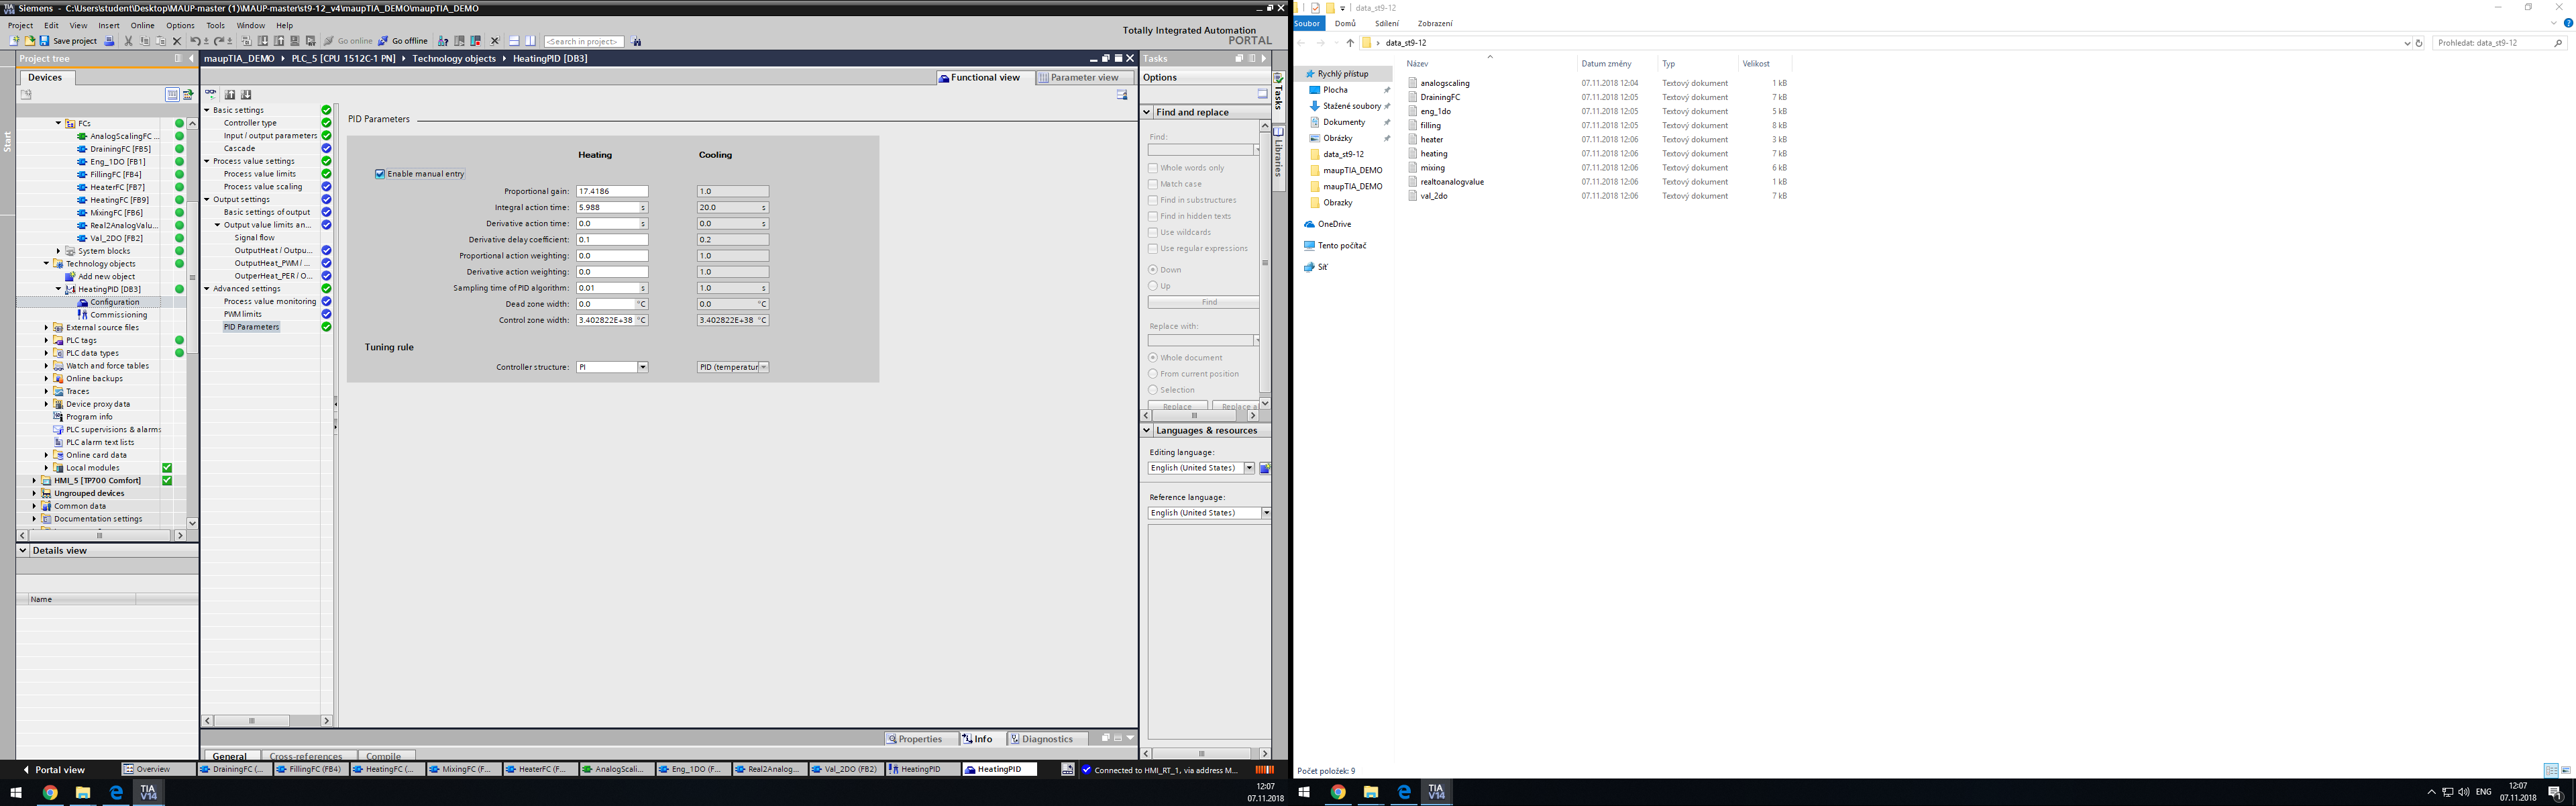 Siemens - C:\Users\student\Desktop\MAUP-master (1)\MAUP-master\st9-12_v4\maupTIA_DEMO\maupTIA_DEMO
Project Edit View Insert Online Options Tools Window Help
Totally Integrated Automation
PORTAL
Save project
Go online
Go offline
<Search in project>
Project tree
maupTIA_DEMO
PLC_5 [CPU 1512C-1 PN]
Technology objects
HeatingPID [DB3]
Devices
Functional view
Parameter view
Start
FCs
AnalogScalingFC ...
DrainingFC [FB5]
Eng_1DO [FB1]
FillingFC [FB4]
HeaterFC [FB7]
HeatingFC [FB9]
MixingFC [FB6]
Real2AnalogValu...
Val_2DO [FB2]
System blocks
Technology objects
Add new object
HeatingPID [DB3]
Configuration
Commissioning
External source files
PLC tags
PLC data types
Watch and force tables
Online backups
Traces
Device proxy data
Program info
PLC supervisions & alarms
PLC alarm text lists
Online card data
Local modules
HMI_5 [TP700 Comfort]
Ungrouped devices
Common data
Documentation settings
Details view
Name
Basic settings
Controller type
Input / output parameters
Cascade
Process value settings
Process value limits
Process value scaling
Output settings
Basic settings of output
Output value limits an...
Signal flow
OutputHeat / Outpu...
OutputHeat_PWM / ...
OutperHeat_PER / O...
Advanced settings
Process value monitoring
PWM limits
PID Parameters
PID Parameters
Heating Cooling
Enable manual entry
Proportional gain: 17.4186 1.0
Integral action time: 5.988 s 20.0 s
Derivative action time: 0.0 s 0.0 s
Derivative delay coefficient: 0.1 0.2
Proportional action weighting: 0.0 1.0
Derivative action weighting: 0.0 1.0
Sampling time of PID algorithm: 0.01 s 1.0 s
Dead zone width: 0.0 °C 0.0 °C
Control zone width: 3.402822E+38 °C 3.402822E+38 °C
Tuning rule
Controller structure: PI PID (temperatur
Properties Info Diagnostics
General Cross-references Compile
Tasks
Options
Find and replace
Find:
Whole words only
Match case
Find in substructures
Find in hidden texts
Use wildcards
Use regular expressions
Down
Up
Find
Replace with:
Whole document
From current position
Selection
Replace Replace a
Languages & resources
Editing language:
English (United States)
Reference language:
English (United States)
Tasks
Libraries
Portal view Overview DrainingFC (... FillingFC (FB4) HeatingFC (... MixingFC (F... HeaterFC (F... AnalogScali... Eng_1DO (F... Real2Analog... Val_2DO (FB2) HeatingPID HeatingPID Connected to HMI_RT_1, via address M...
TIA V14
12:07
07.11.2018
data_st9-12
Soubor Domů Sdílení Zobrazení
data_st9-12
Prohledat: data_st9-12
Rychlý přístup
Plocha
Stažené soubory
Dokumenty
Obrázky
data_st9-12
maupTIA_DEMO
maupTIA_DEMO
Obrazky
OneDrive
Tento počítač
Síť
Název Datum změny Typ Velikost
analogscaling 07.11.2018 12:04 Textový dokument 1 kB
DrainingFC 07.11.2018 12:05 Textový dokument 7 kB
eng_1do 07.11.2018 12:05 Textový dokument 5 kB
filling 07.11.2018 12:05 Textový dokument 8 kB
heater 07.11.2018 12:06 Textový dokument 3 kB
heating 07.11.2018 12:06 Textový dokument 7 kB
mixing 07.11.2018 12:06 Textový dokument 6 kB
realtoanalogvalue 07.11.2018 12:06 Textový dokument 1 kB
val_2do 07.11.2018 12:06 Textový dokument 7 kB
Počet položek: 9
TIA V14
ENG
12:07
07.11.2018